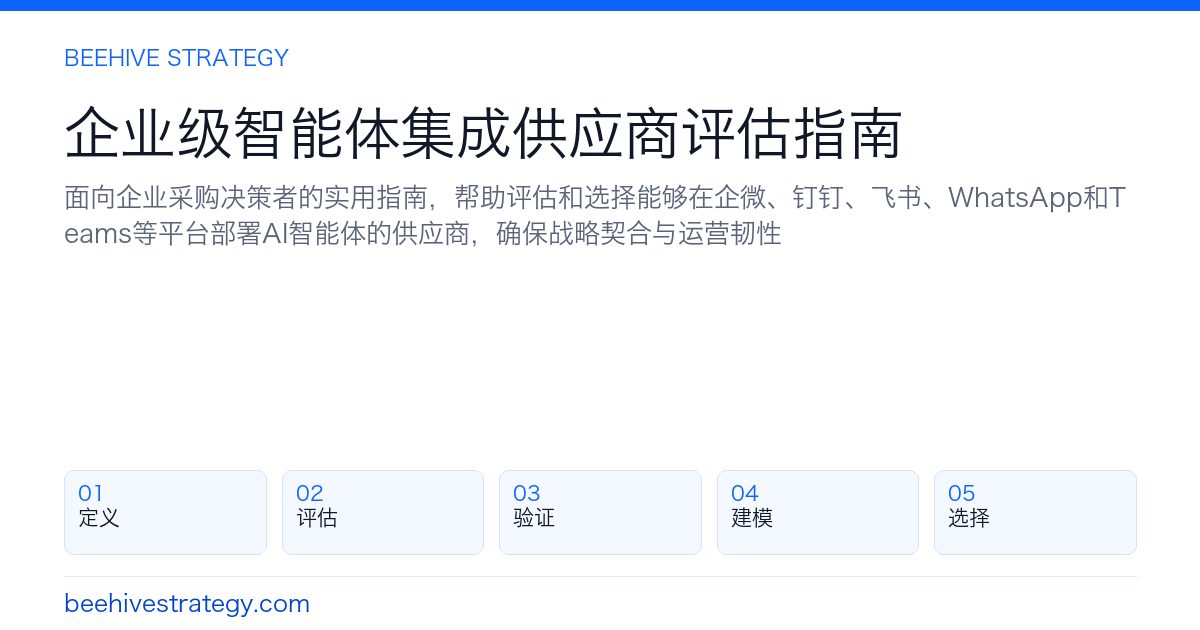 BEEHIVE STRATEGY
企业级智能体集成供应商评估指南
面向企业采购决策者的实用指南，帮助评估和选择能够在企微、钉钉、飞书、WhatsApp和T
eams等平台部署AI智能体的供应商，确保战略契合与运营韧性
01
定义
02
评估
03
验证
04
建模
05
选择
beehivestrategy.com